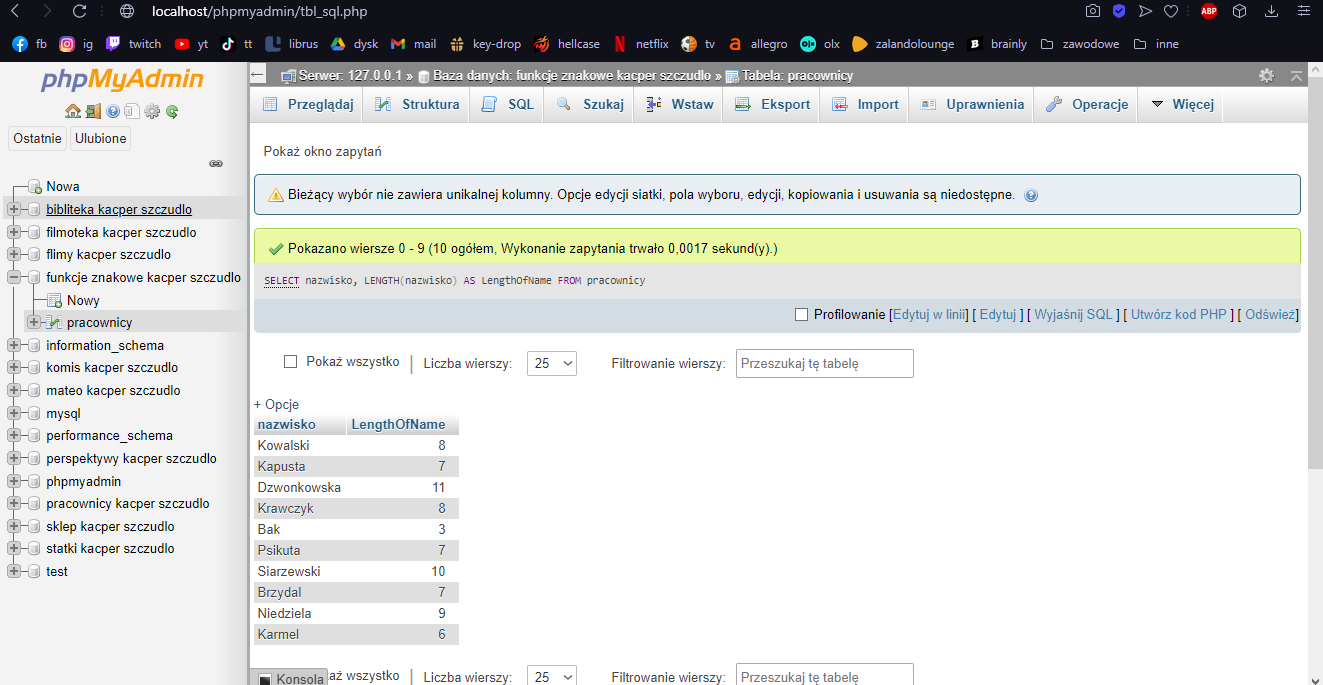 localhost/phpmyadmin/tbl_sql.php
ABP
fb ig twitch yt tt librus dysk mail key-drop hellcase netflix tv allegro olx zalandolounge brainly zawodowe inne
phpMyAdmin
Ostatnie Ulubione
Nowa
bibliteka kacper szczudlo
filmoteka kacper szczudlo
flimy kacper szczudlo
funkcje znakowe kacper szczudlo
Nowy
pracownicy
information_schema
komis kacper szczudlo
mateo kacper szczudlo
mysql
performance_schema
perspektywy kacper szczudlo
phpmyadmin
pracownicy kacper szczudlo
sklep kacper szczudlo
statki kacper szczudlo
test
Serwer: 127.0.0.1 » Baza danych: funkcje znakowe kacper szczudlo » Tabela: pracownicy
Przeglądaj Struktura SQL Szukaj Wstaw Eksport Import Uprawnienia Operacje Więcej
Pokaż okno zapytań
Bieżący wybór nie zawiera unikalnej kolumny. Opcje edycji siatki, pola wyboru, edycji, kopiowania i usuwania są niedostępne.
Pokazano wiersze 0 - 9 (10 ogółem, Wykonanie zapytania trwało 0,0017 sekund(y).)
SELECT nazwisko, LENGTH(nazwisko) AS LengthOfName FROM pracownicy
Profilowanie [Edytuj w linii] [ Edytuj ] [ Wyjaśnij SQL ] [ Utwórz kod PHP ] [ Odśwież]
Pokaż wszystko | Liczba wierszy: 25 Filtrowanie wierszy: Przeszukaj tę tabelę
+ Opcje
nazwisko LengthOfName
Kowalski 8
Kapusta 7
Dzwonkowska 11
Krawczyk 8
Bak 3
Psikuta 7
Siarzewski 10
Brzydal 7
Niedziela 9
Karmel 6
Konsola aż wszystko | Liczba wierszy: 25 Filtrowanie wierszy: Przeszukaj tę tabelę